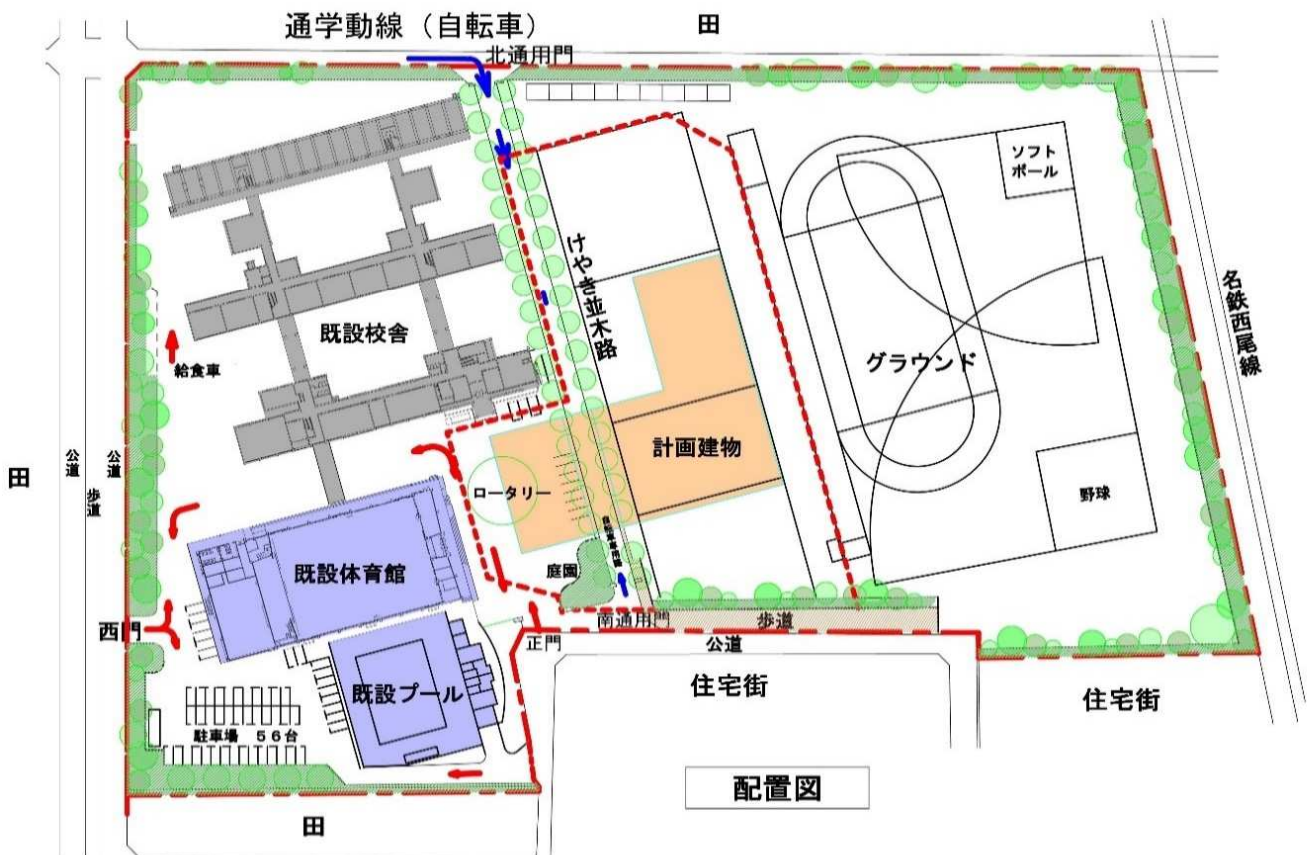 通学動線（自転車）
田
北通用門
ソフト
ボール
けやき並木路
名鉄西尾線
既設校舎
グラウンド
給食車
計画建物
公道
公道
歩道
田
ロータリー
野球
既設体育館
庭園
西門
南通用門
歩道
正門
公道
既設プール
住宅街
住宅街
駐車場 ５６台
配置図
田